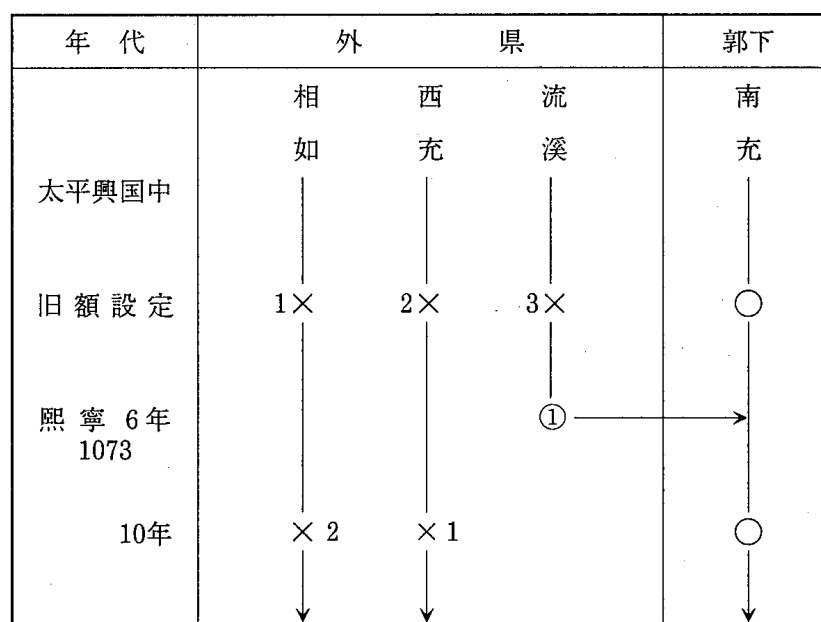 年代 外県 郭下
相如 西充 流溪 南充
太平興国中
旧額設定 1× 2× 3× ○
熙寧6年 ①
1073
10年 ×2 ×1 ○